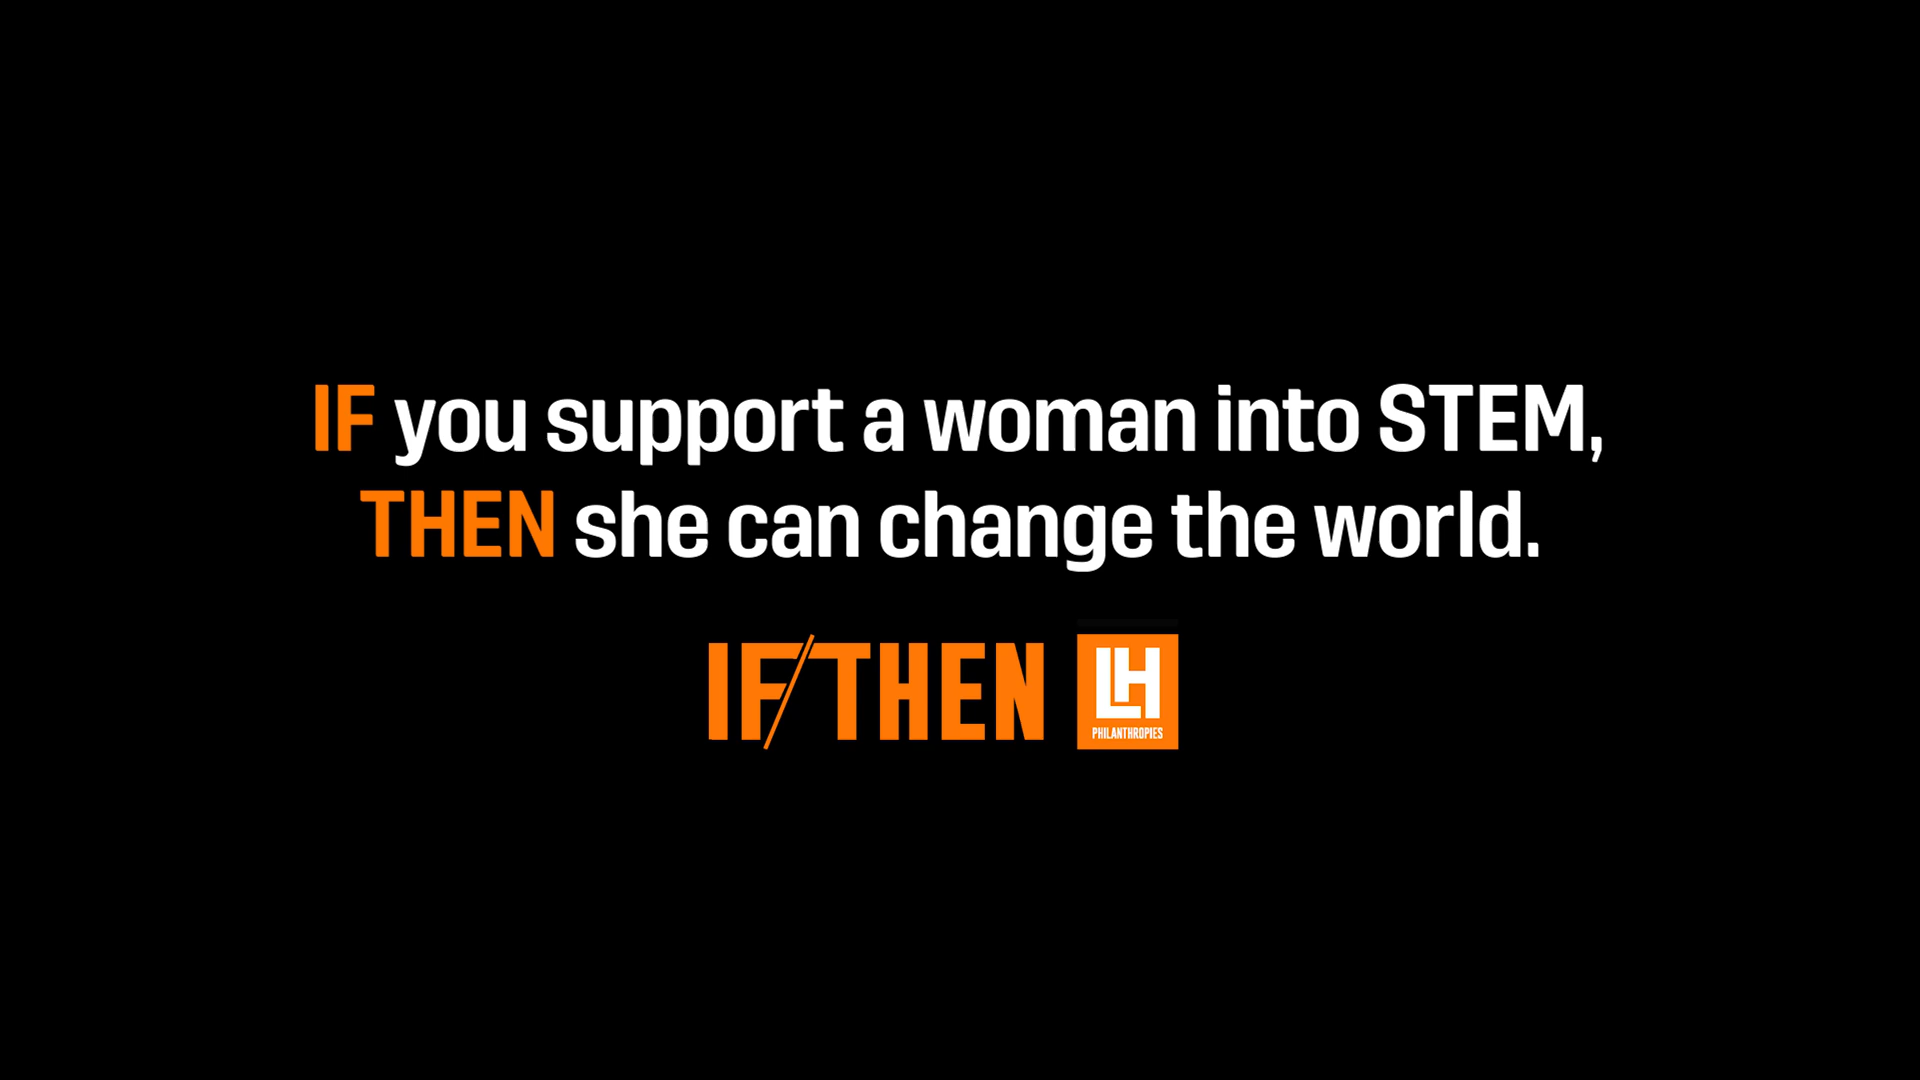 IF you support a woman into STEM,
THEN she can change the world.
IF/THEN
LH
PHILANTHROPIES